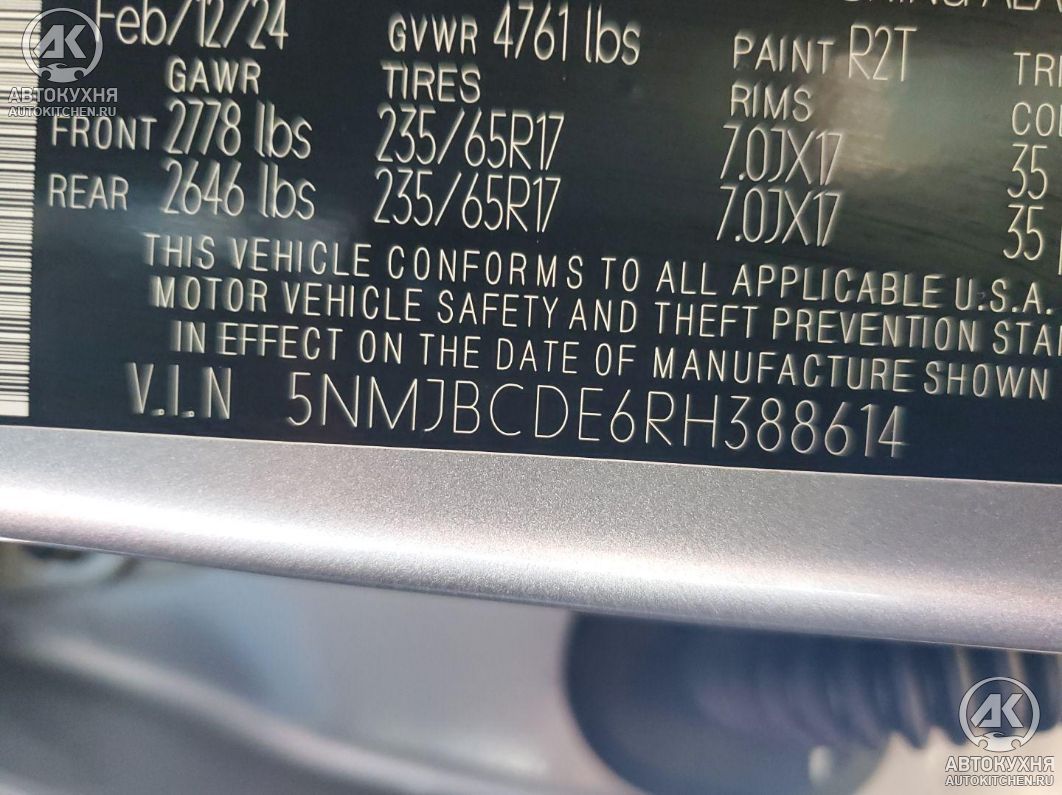 Feb/12/24 GVWR 4761 lbs PAINT R2T
GAWR TIRES RIMS
FRONT 2778 lbs 235/65R17 7.0JX17 35
REAR 2646 lbs 235/65R17 7.0JX17 35
THIS VEHICLE CONFORMS TO ALL APPLICABLE U.S.A.
MOTOR VEHICLE SAFETY AND THEFT PREVENTION STA
IN EFFECT ON THE DATE OF MANUFACTURE SHOWN
V.I.N 5NMJBCDE6RH388614
АК
АВТОКУХНЯ
AUTOKITCHEN.RU
АК
АВТОКУХНЯ
AUTOKITCHEN.RU